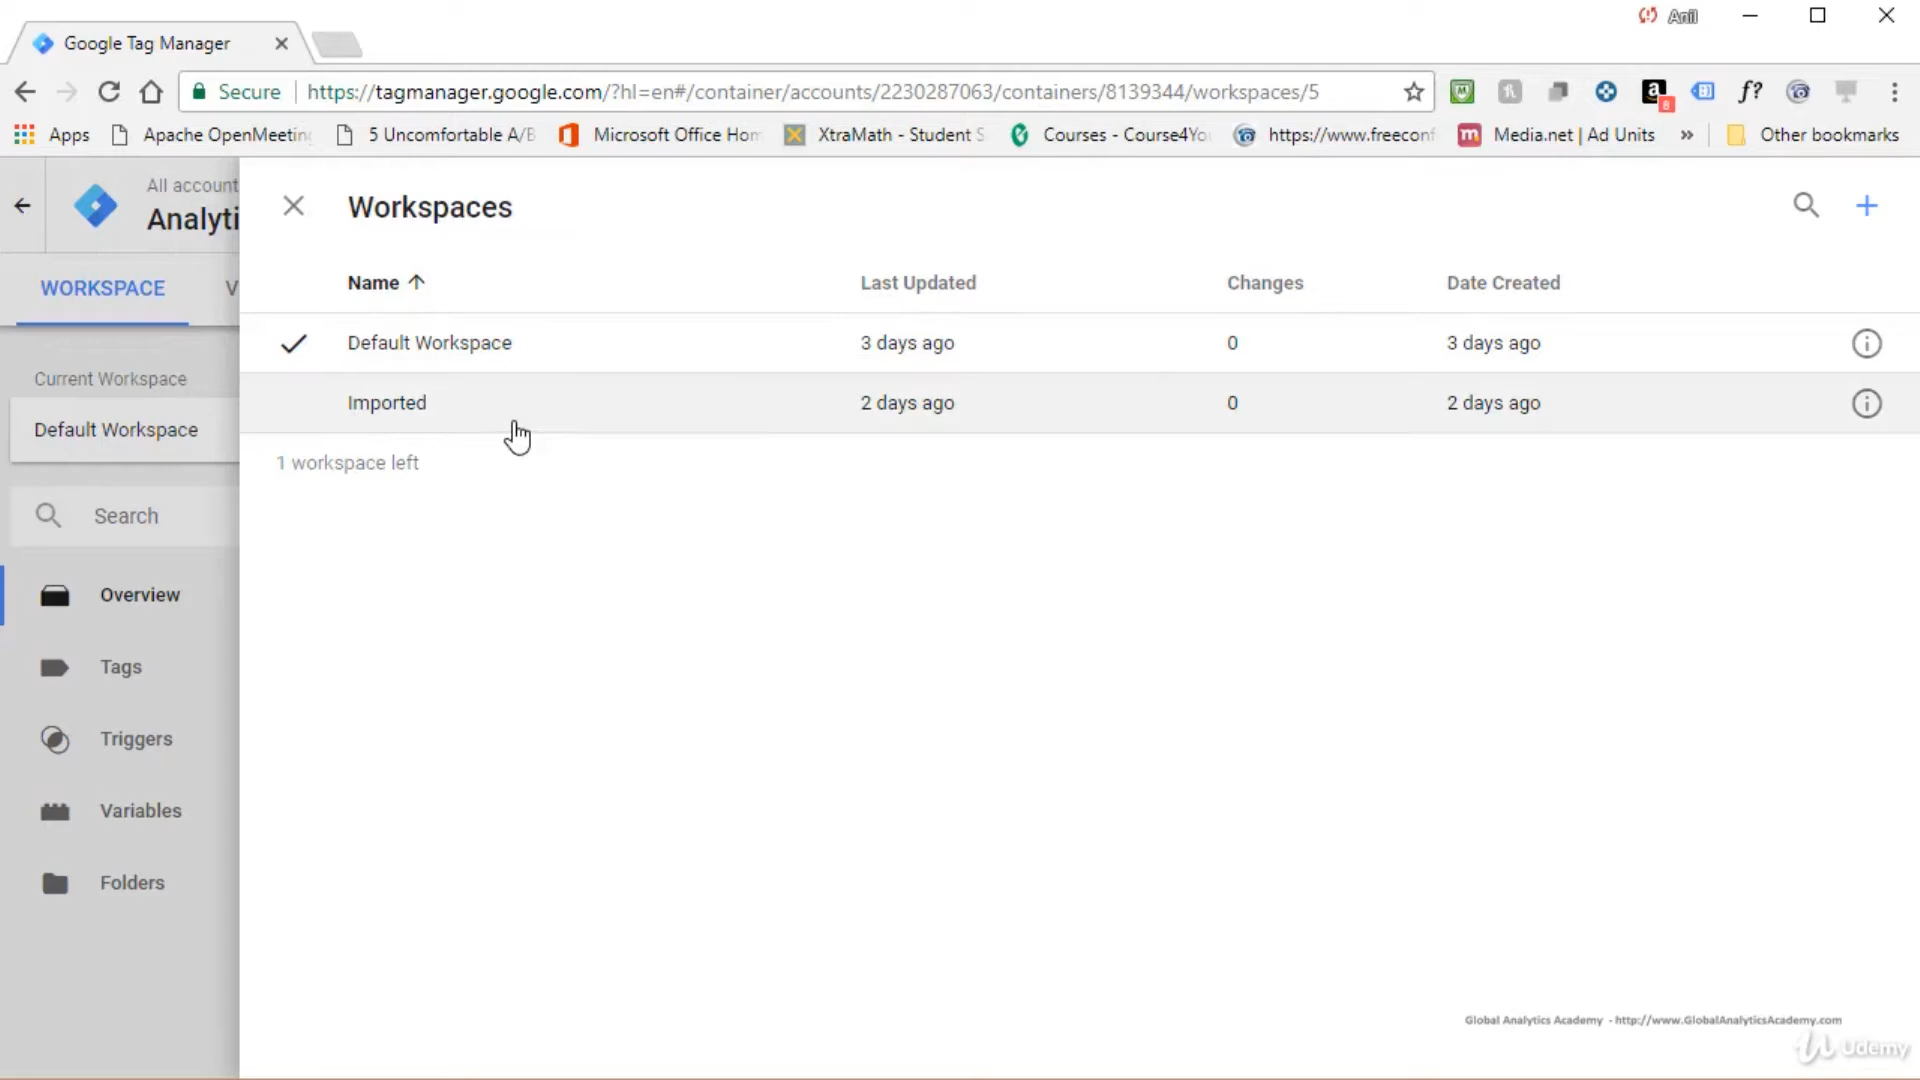 Anil
Google Tag Manager
Secure https://tagmanager.google.com/?hl=en#/container/accounts/2230287063/containers/8139344/workspaces/5
8 f?
Apps Apache OpenMeetin 5 Uncomfortable A/B Microsoft Office Hom XtraMath - Student S Courses - Course4Yo https://www.freeconf m Media.net | Ad Units » Other bookmarks
All account
Analyti
Workspaces
WORKSPACE V
Name Last Updated Changes Date Created
Default Workspace 3 days ago 0 3 days ago
Imported 2 days ago 0 2 days ago
1 workspace left
Current Workspace
Default Workspace
Search
Overview
Tags
Triggers
Variables
Folders
Global Analytics Academy - http://www.GlobalAnalyticsAcademy.com
Udemy